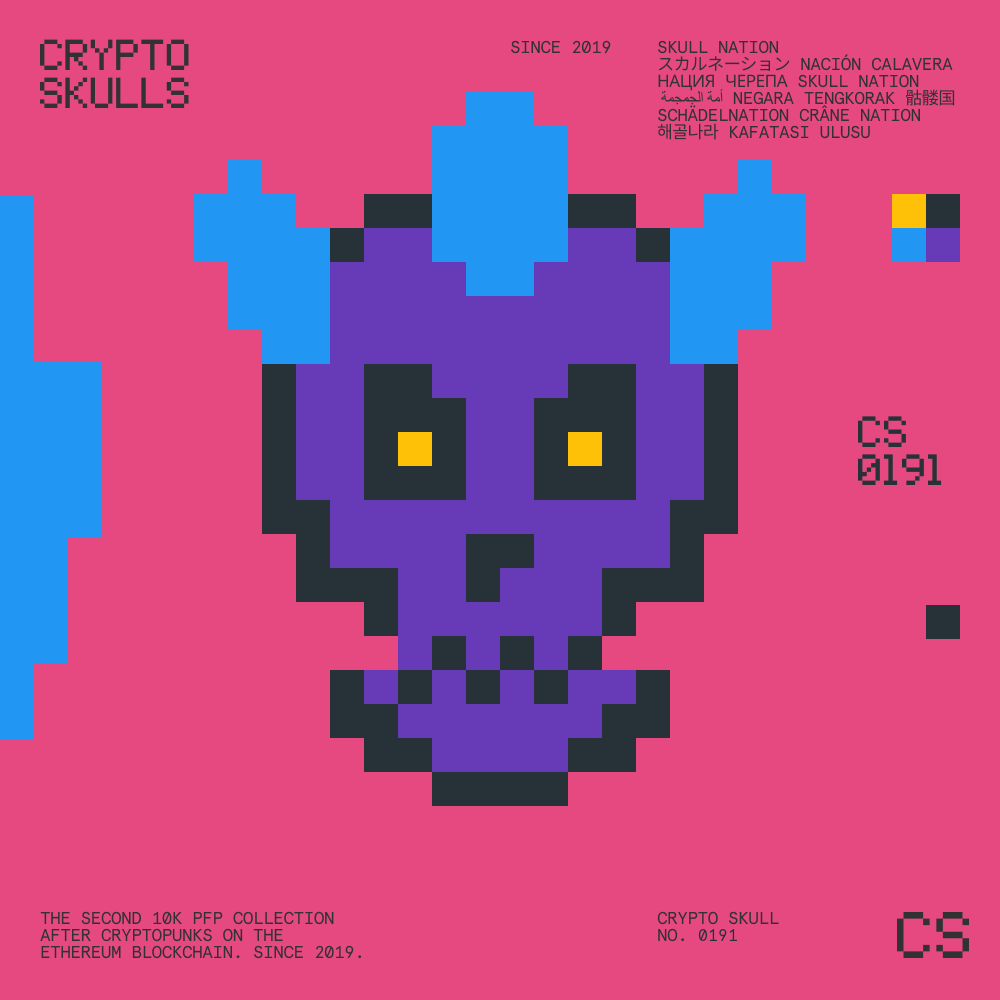 CRYPTO
SKULLS
SINCE 2019
SKULL NATION
スカルネーション NACIÓN CALAVERA
НАЦИЯ ЧЕРЕПА SKULL NATION
أمة الجمجمة NEGARA TENGKORAK 骷髅国
SCHÄDELNATION CRÂNE NATION
해골나라 KAFATASI ULUSU
CS
0191
THE SECOND 10K PFP COLLECTION
AFTER CRYPTOPUNKS ON THE
ETHEREUM BLOCKCHAIN. SINCE 2019.
CRYPTO SKULL
NO. 0191
CS